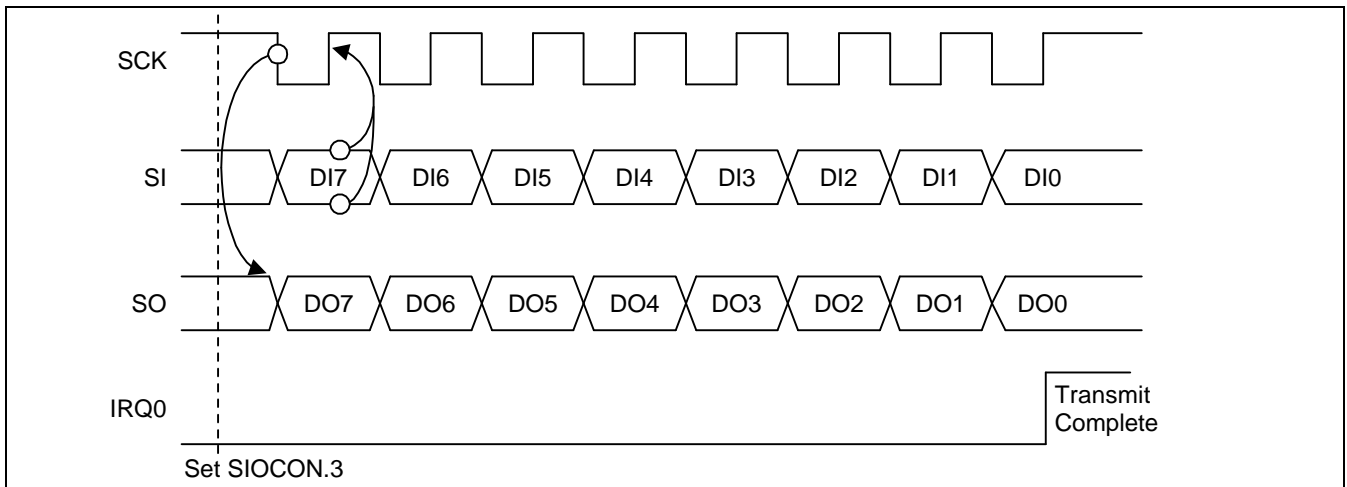 SCK
SI DI7 DI6 DI5 DI4 DI3 DI2 DI1 DI0
SO DO7 DO6 DO5 DO4 DO3 DO2 DO1 DO0
IRQ0
Transmit
Complete
Set SIOCON.3